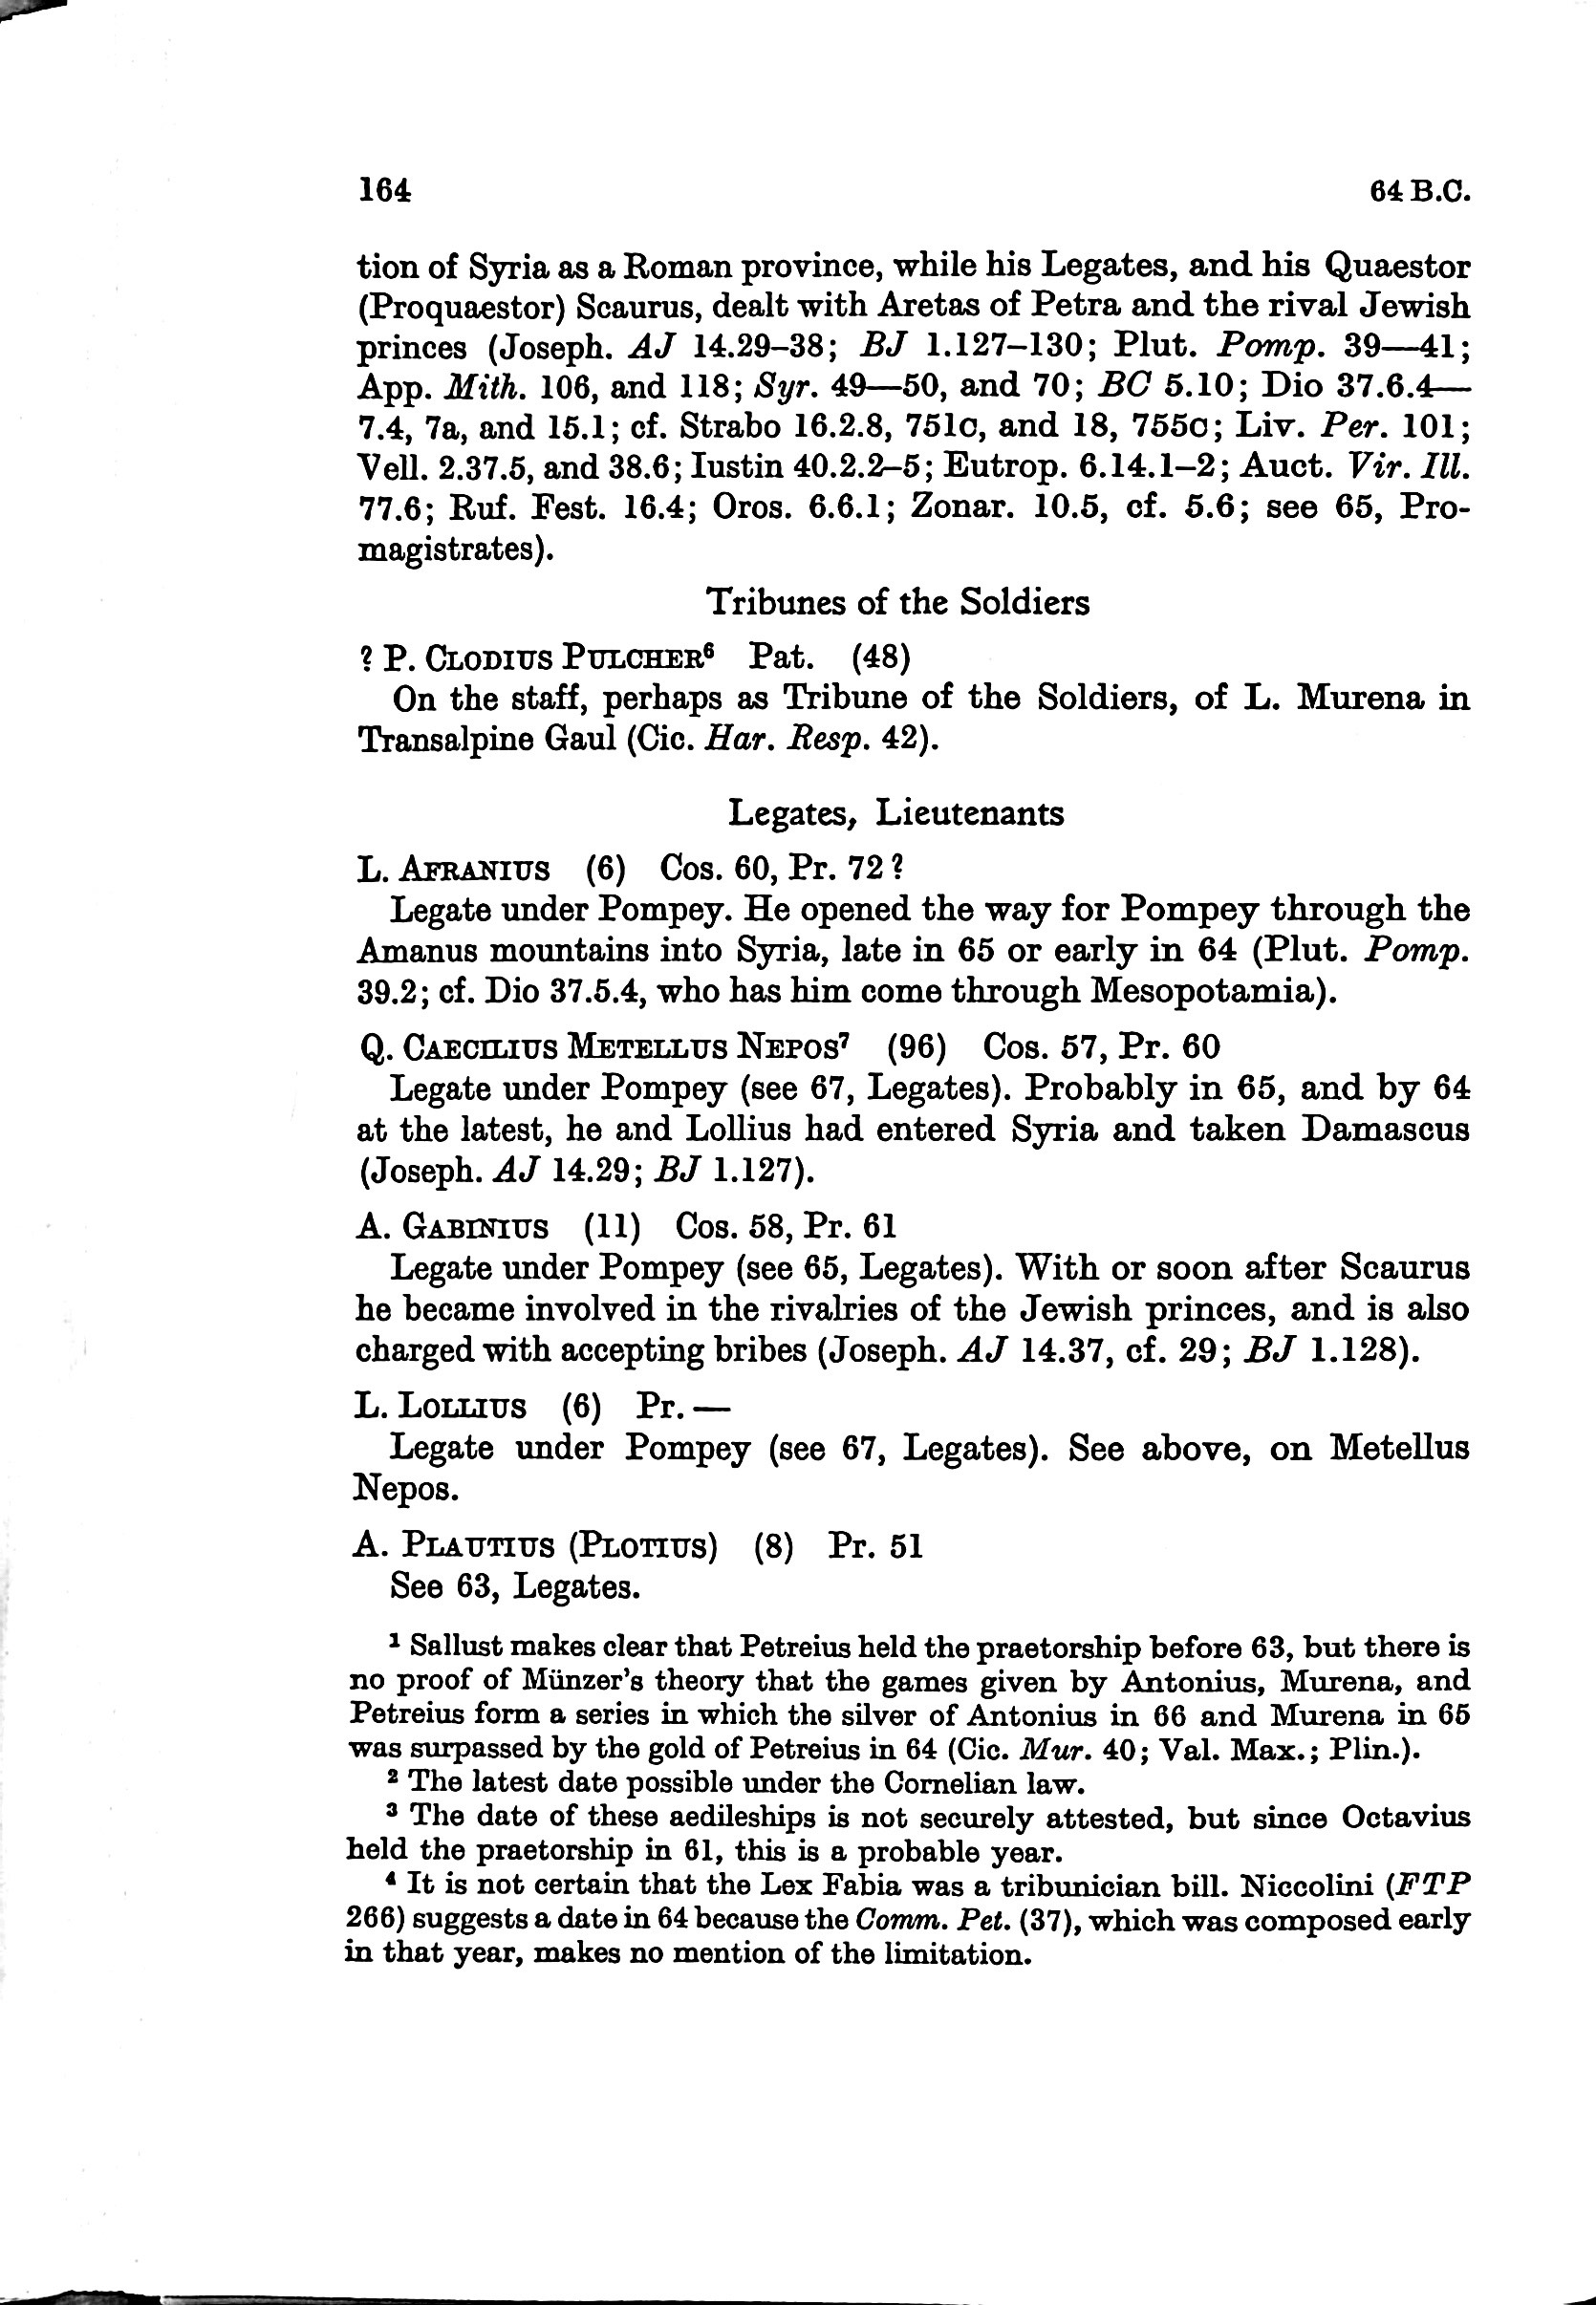 164 64 B.C.
tion of Syria as a Roman province, while his Legates, and his Quaestor
(Proquaestor) Scaurus, dealt with Aretas of Petra and the rival Jewish
princes (Joseph. AJ 14.29–38; BJ 1.127–130; Plut. Pomp. 39—41;
App. Mith. 106, and 118; Syr. 49—50, and 70; BC 5.10; Dio 37.6.4—
7.4, 7a, and 15.1; cf. Strabo 16.2.8, 751c, and 18, 755c; Liv. Per. 101;
Vell. 2.37.5, and 38.6; Iustin 40.2.2–5; Eutrop. 6.14.1–2; Auct. Vir. Ill.
77.6; Ruf. Fest. 16.4; Oros. 6.6.1; Zonar. 10.5, cf. 5.6; see 65, Pro-
magistrates).
Tribunes of the Soldiers
? P. CLODIUS PULCHER⁶ Pat. (48)
On the staff, perhaps as Tribune of the Soldiers, of L. Murena in
Transalpine Gaul (Cic. Har. Resp. 42).
Legates, Lieutenants
L. AFRANIUS (6) Cos. 60, Pr. 72?
Legate under Pompey. He opened the way for Pompey through the
Amanus mountains into Syria, late in 65 or early in 64 (Plut. Pomp.
39.2; cf. Dio 37.5.4, who has him come through Mesopotamia).
Q. CAECILIUS METELLUS NEPOS⁷ (96) Cos. 57, Pr. 60
Legate under Pompey (see 67, Legates). Probably in 65, and by 64
at the latest, he and Lollius had entered Syria and taken Damascus
(Joseph. AJ 14.29; BJ 1.127).
A. GABINIUS (11) Cos. 58, Pr. 61
Legate under Pompey (see 65, Legates). With or soon after Scaurus
he became involved in the rivalries of the Jewish princes, and is also
charged with accepting bribes (Joseph. AJ 14.37, cf. 29; BJ 1.128).
L. LOLLIUS (6) Pr. —
Legate under Pompey (see 67, Legates). See above, on Metellus
Nepos.
A. PLAUTIUS (PLOTIUS) (8) Pr. 51
See 63, Legates.
¹ Sallust makes clear that Petreius held the praetorship before 63, but there is
no proof of Münzer's theory that the games given by Antonius, Murena, and
Petreius form a series in which the silver of Antonius in 66 and Murena in 65
was surpassed by the gold of Petreius in 64 (Cic. Mur. 40; Val. Max.; Plin.).
² The latest date possible under the Cornelian law.
³ The date of these aedileships is not securely attested, but since Octavius
held the praetorship in 61, this is a probable year.
⁴ It is not certain that the Lex Fabia was a tribunician bill. Niccolini (FTP
266) suggests a date in 64 because the Comm. Pet. (37), which was composed early
in that year, makes no mention of the limitation.